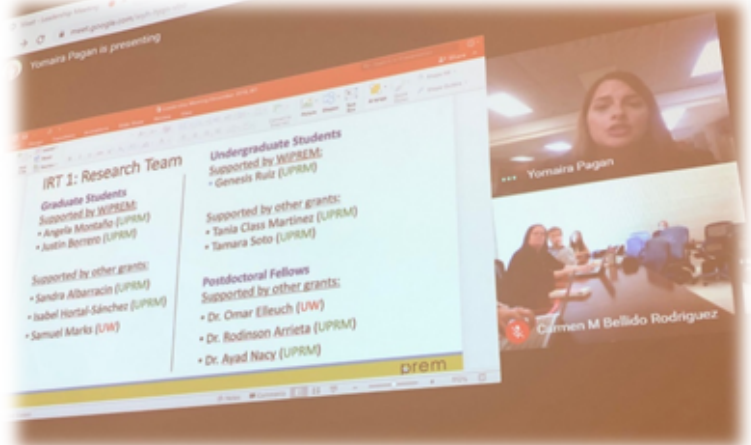 meet.google.com
Yomaira Pagan is presenting
IRT 1: Research Team
Graduate Students
Supported by WiPREM:
• Angela Montaño (UPRM)
• Justin Borrero (UPRM)
Supported by other grants:
• Sandra Albarracin (UPRM)
• Isabel Hortal-Sánchez (UPRM)
• Samuel Marks (UW)
Undergraduate Students
Supported by WiPREM:
• Genesis Ruiz (UPRM)
Supported by other grants:
• Tania Class Martinez (UPRM)
• Tamara Soto (UPRM)
Postdoctoral Fellows
Supported by other grants:
• Dr. Omar Elleuch (UW)
• Dr. Rodinson Arrieta (UPRM)
• Dr. Ayad Nacy (UPRM)
prem
Yomaira Pagan
Carmen M Bellido Rodriguez